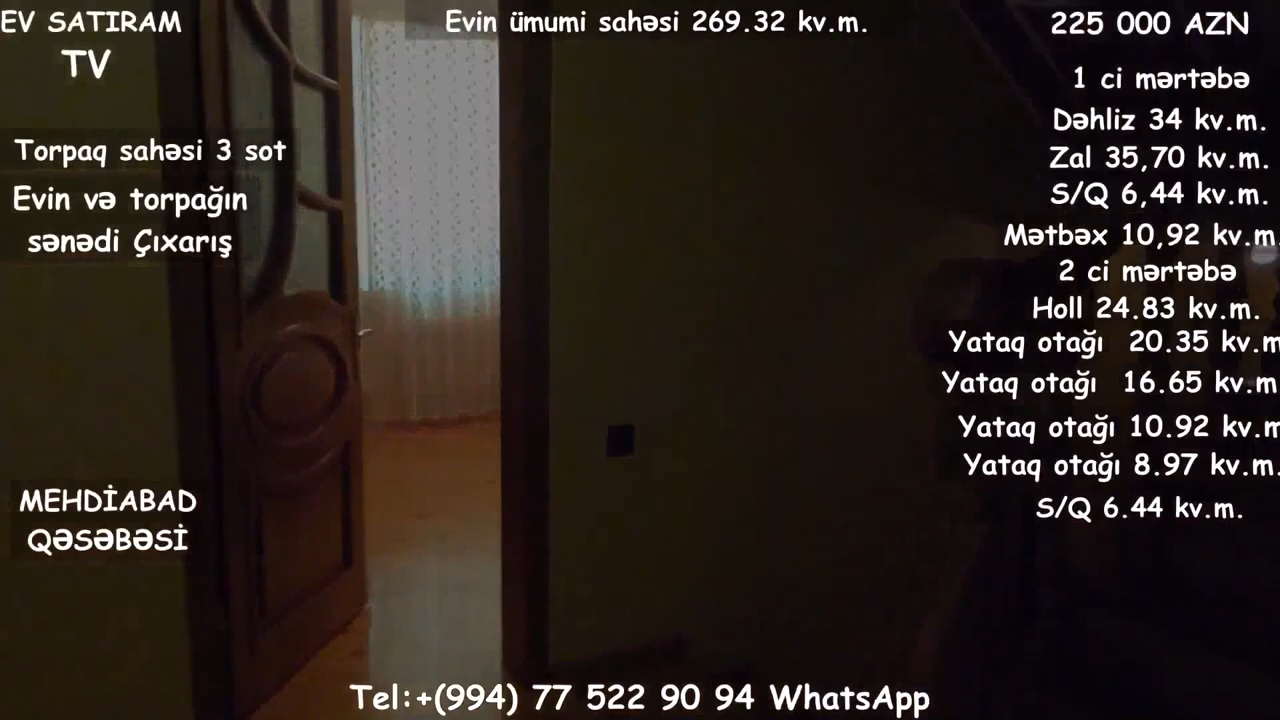 EV SATIRAM
TV
Evin ümumi sahəsi 269.32 kv.m.
225 000 AZN
Torpaq sahəsi 3 sot
Evin və torpağın
sənədi Çıxarış
MEHDİABAD
QƏSƏBƏSİ
1 ci mərtəbə
Dəhliz 34 kv.m.
Zal 35,70 kv.m.
S/Q 6,44 kv.m.
Mətbəx 10,92 kv.m.
2 ci mərtəbə
Holl 24.83 kv.m.
Yataq otağı 20.35 kv.m
Yataq otağı 16.65 kv.m
Yataq otağı 10.92 kv.m
Yataq otağı 8.97 kv.m.
S/Q 6.44 kv.m.
Tel:+(994) 77 522 90 94 WhatsApp